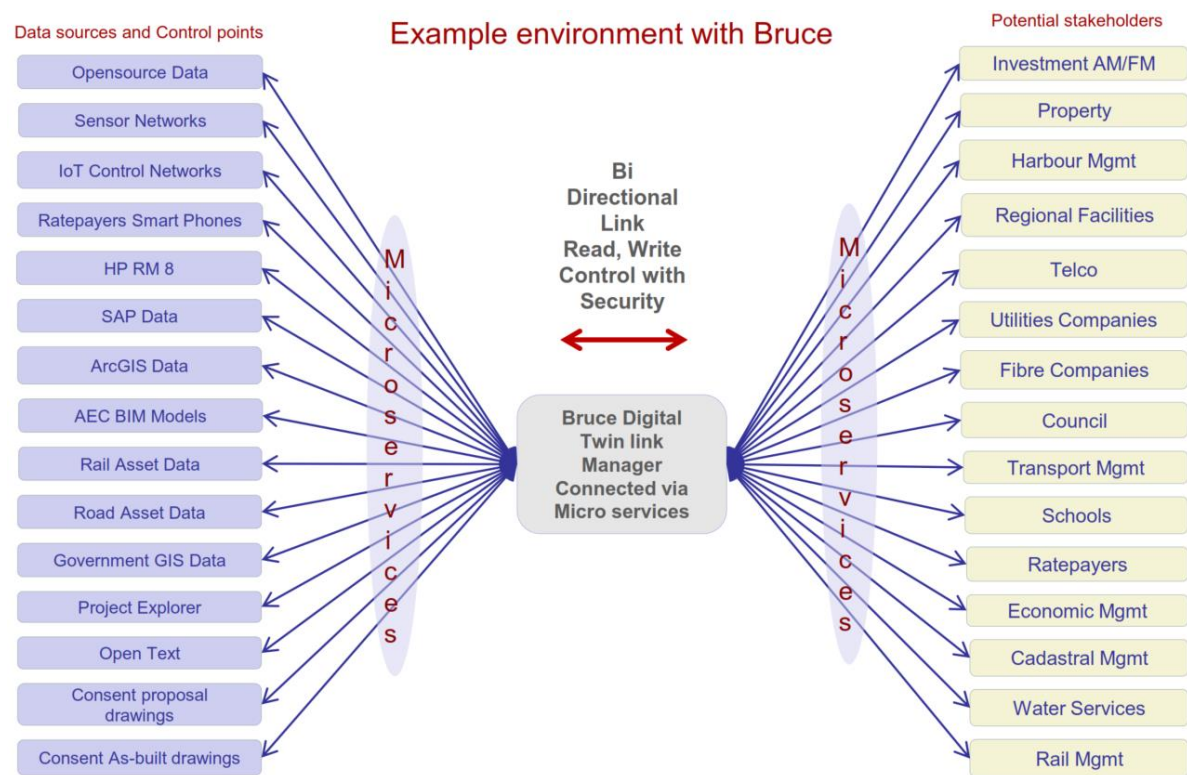 Example environment with Bruce
Data sources and Control points
Opensource Data
Sensor Networks
IoT Control Networks
Ratepayers Smart Phones
HP RM 8
SAP Data
ArcGIS Data
AEC BIM Models
Rail Asset Data
Road Asset Data
Government GIS Data
Project Explorer
Open Text
Consent proposal
drawings
Consent As-built drawings
Microservices
Bi
Directional
Link
Read, Write
Control with
Security
Bruce Digital
Twin link
Manager
Connected via
Micro services
Microservices
Potential stakeholders
Investment AM/FM
Property
Harbour Mgmt
Regional Facilities
Telco
Utilities Companies
Fibre Companies
Council
Transport Mgmt
Schools
Ratepayers
Economic Mgmt
Cadastral Mgmt
Water Services
Rail Mgmt